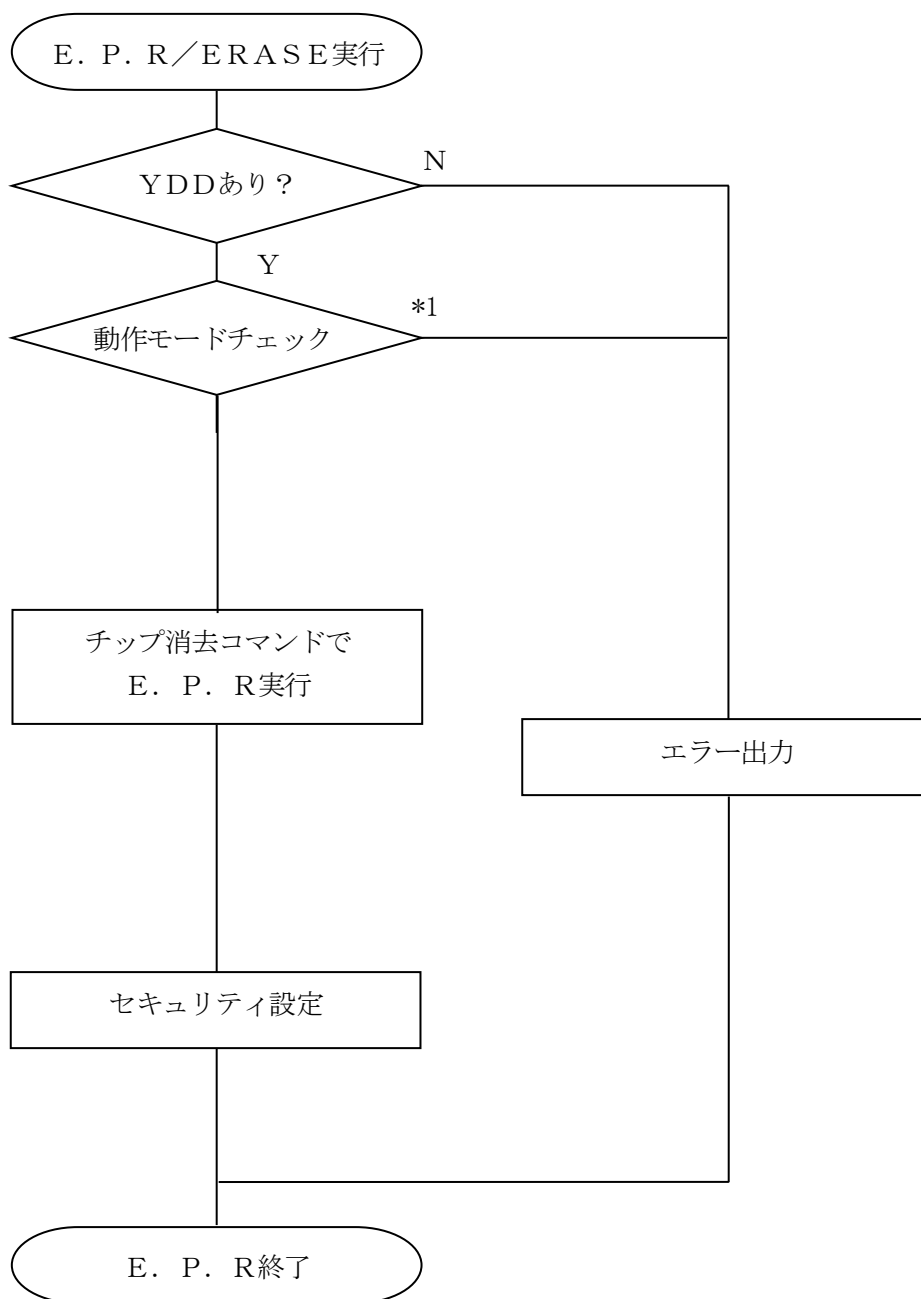 Ｅ．Ｐ．Ｒ／ＥＲＡＳＥ実行
N
ＹＤＤあり？
Y
*1
動作モードチェック
チップ消去コマンドで
Ｅ．Ｐ．Ｒ実行
エラー出力
セキュリティ設定
Ｅ．Ｐ．Ｒ終了